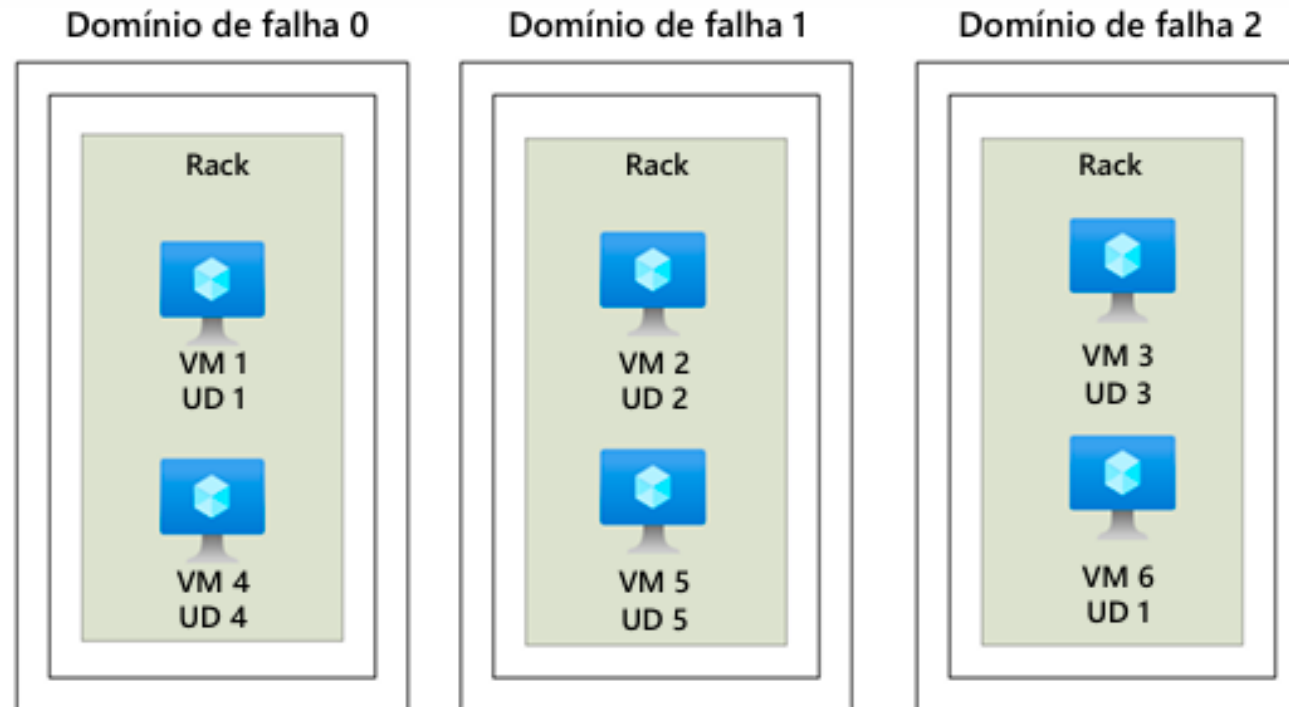 Domínio de falha 0
Rack
VM 1
UD 1
VM 4
UD 4
Domínio de falha 1
Rack
VM 2
UD 2
VM 5
UD 5
Domínio de falha 2
Rack
VM 3
UD 3
VM 6
UD 1